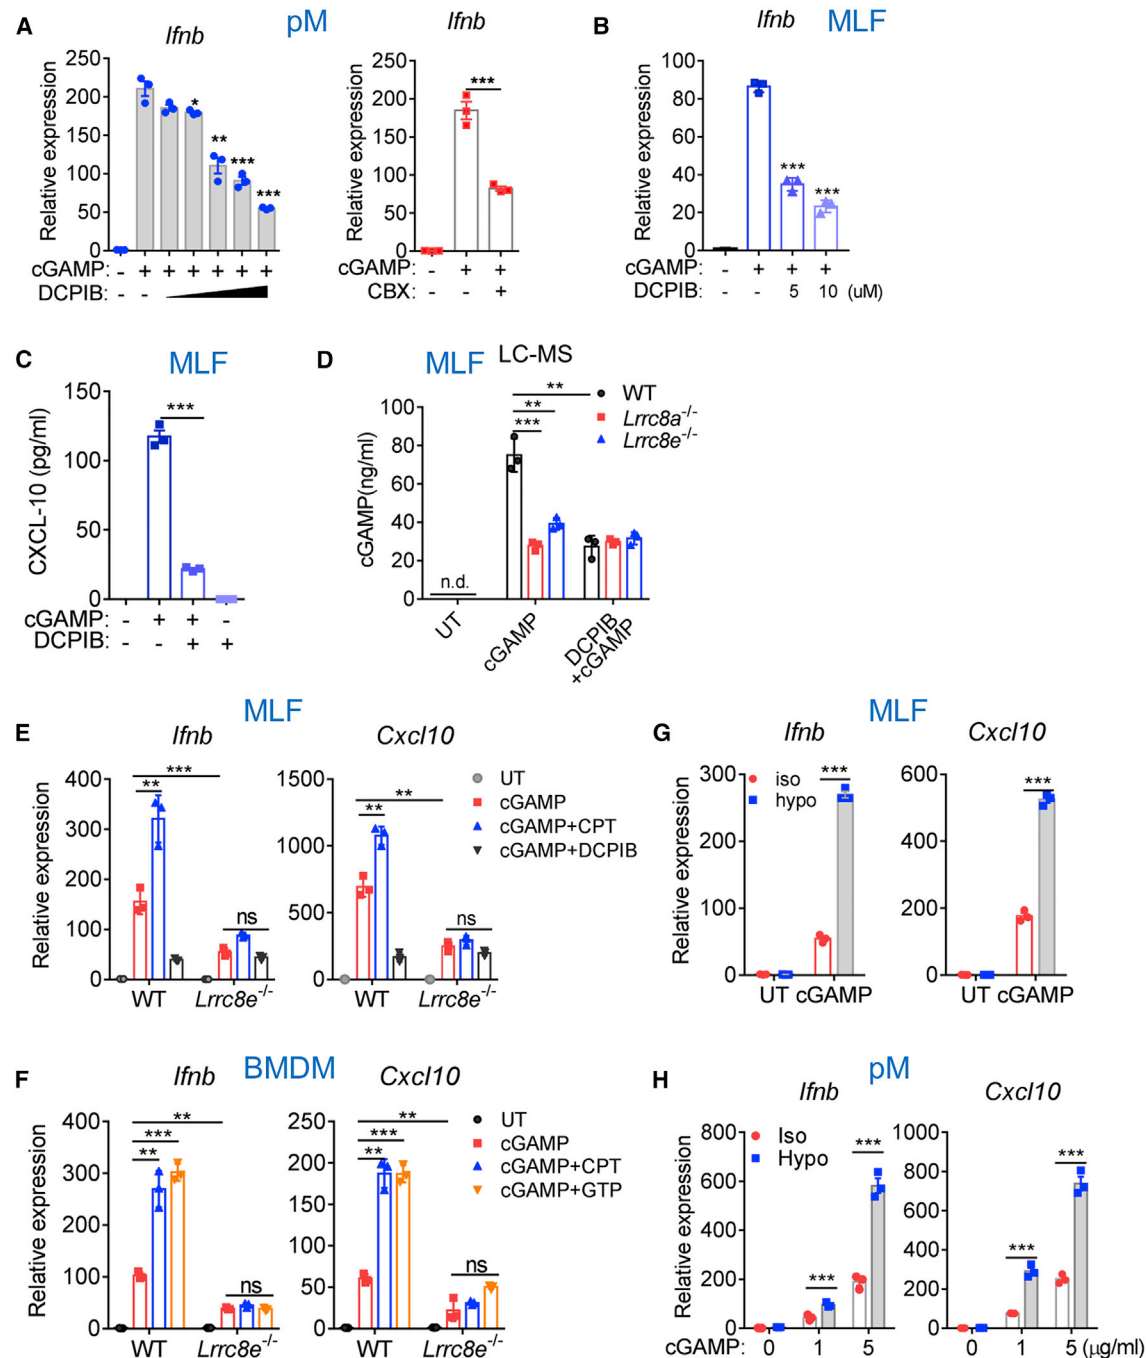 A
pM
Ifnb
Relative expression
250
200
150
100
50
0
*
**
***
***
cGAMP: - + + + + + +
DCPIB: - -
Ifnb
Relative expression
250
200
150
100
50
0
***
cGAMP: - + +
CBX: - - +
B
Ifnb
MLF
Relative expression
100
80
60
40
20
0
***
***
cGAMP: - + + +
DCPIB: - - 5 10 (uM)
C
MLF
CXCL-10 (pg/ml)
150
100
50
0
***
cGAMP: - + + -
DCPIB: - - + +
D
MLF
LC-MS
cGAMP(ng/ml)
100
80
60
40
20
0
n.d.
**
**
***
WT
Lrrc8a-/-
Lrrc8e-/-
UT
cGAMP
DCPIB
+cGAMP
E
MLF
Ifnb
Relative expression
400
300
200
100
0
***
**
ns
WT Lrrc8e-/-
Cxcl10
1500
1000
500
0
**
**
ns
WT Lrrc8e-/-
UT
cGAMP
cGAMP+CPT
cGAMP+DCPIB
G
MLF
Ifnb
Relative expression
300
200
100
0
iso
hypo
***
UT cGAMP
Cxcl10
600
400
200
0
***
UT cGAMP
F
BMDM
Ifnb
Relative expression
400
300
200
100
0
**
***
**
ns
WT Lrrc8e-/-
Cxcl10
250
200
150
100
50
0
**
***
**
ns
WT Lrrc8e-/-
UT
cGAMP
cGAMP+CPT
cGAMP+GTP
H
pM
Ifnb
Relative expression
800
600
400
200
0
Iso
Hypo
***
***
cGAMP: 0 1 5
Cxcl10
1000
800
600
400
200
0
***
***
0 1 5 (μg/ml)